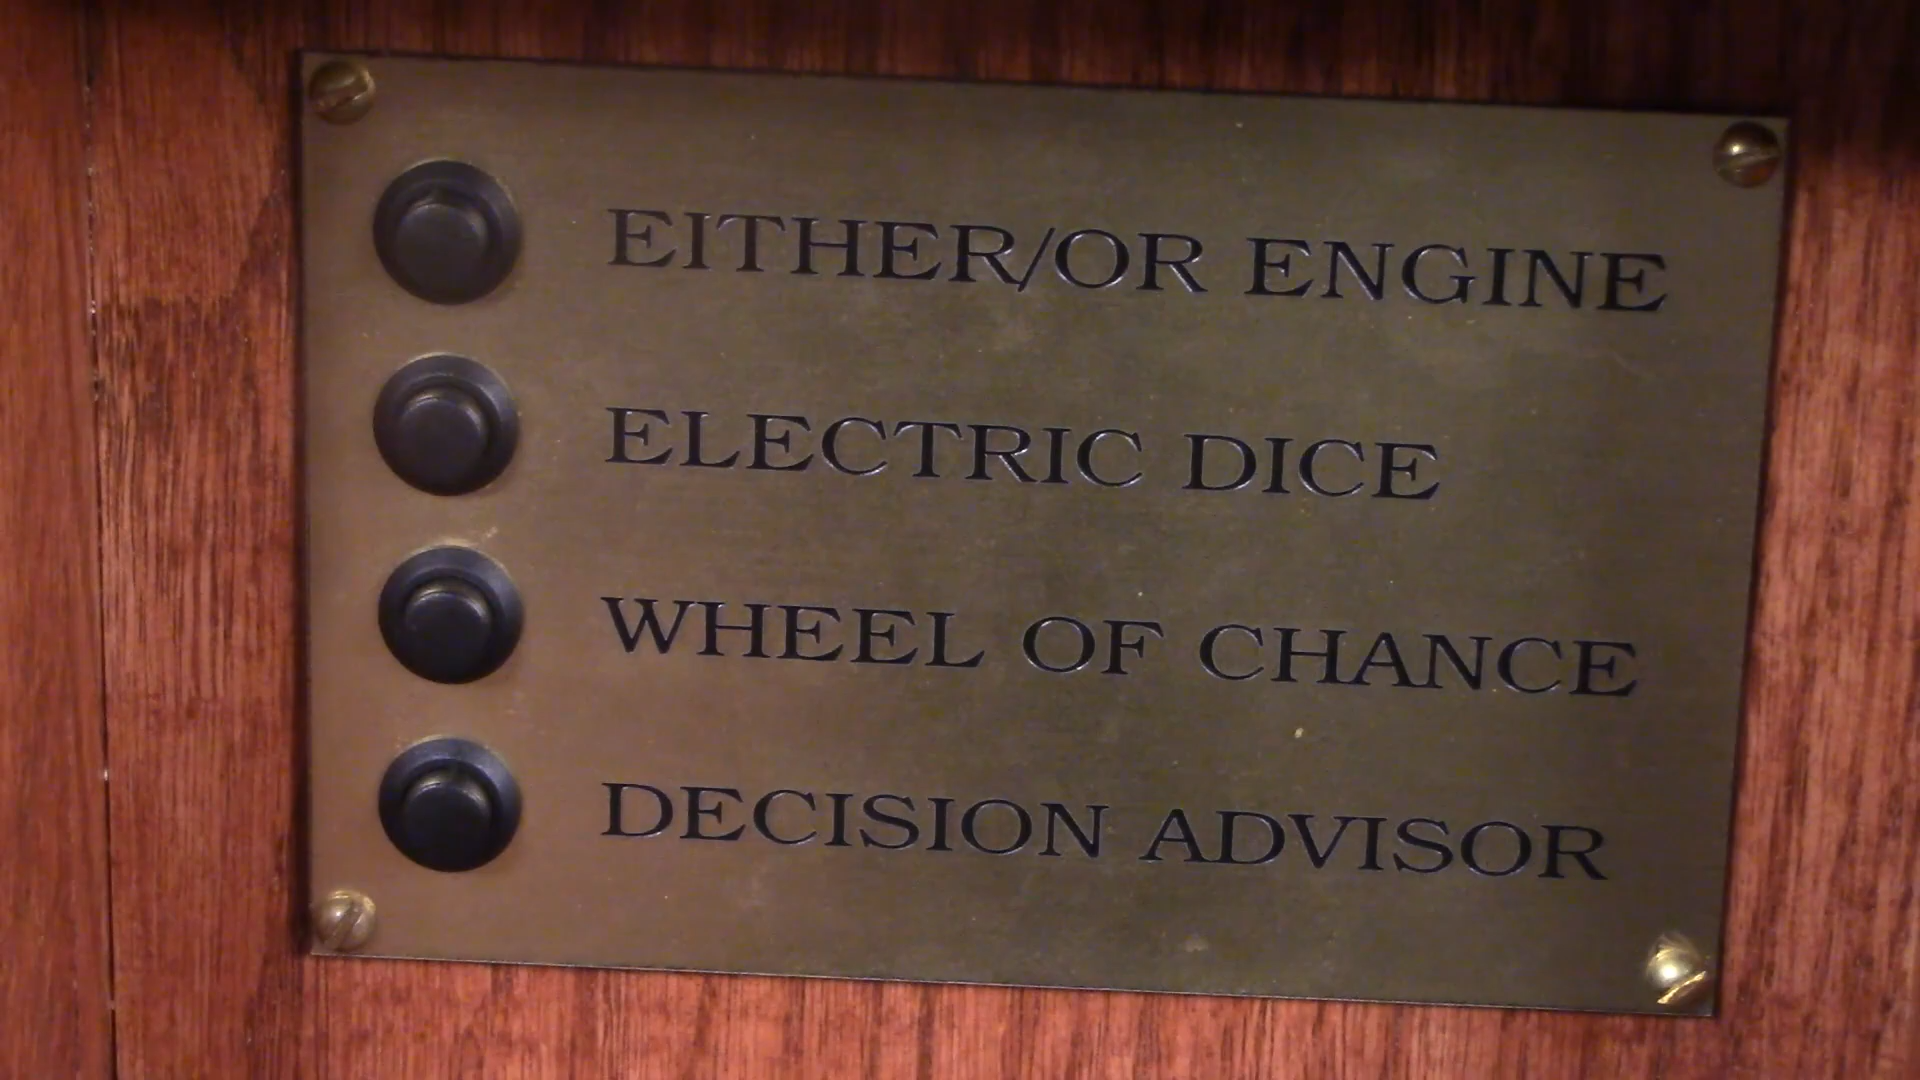 EITHER/OR ENGINE
ELECTRIC DICE
WHEEL OF CHANCE
DECISION ADVISOR